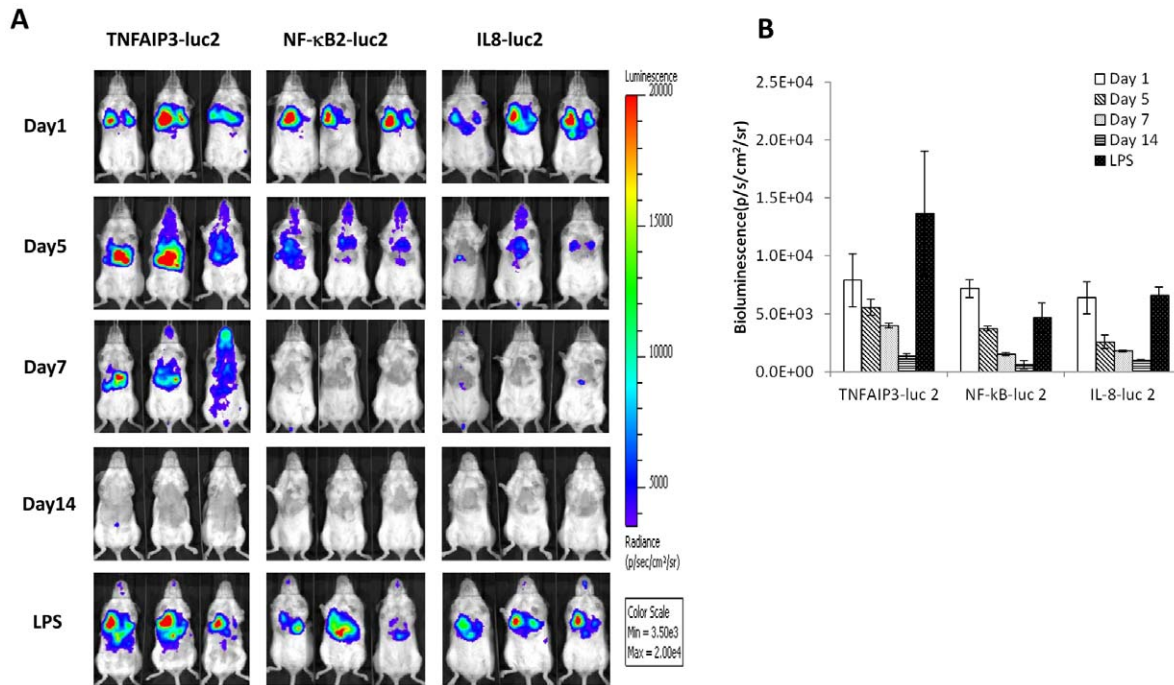 A
TNFAIP3-luc2 NF-κB2-luc2 IL8-luc2
Day1
Day5
Day7
Day14
LPS
Luminescence
20000
15000
10000
5000
Radiance
(p/sec/cm²/sr)
Color Scale
Min = 3.50e3
Max = 2.00e4
B
Bioluminescence(p/s/cm²/sr)
2.5E+04
2.0E+04
1.5E+04
1.0E+04
5.0E+03
0.0E+00
Day 1
Day 5
Day 7
Day 14
LPS
TNFAIP3-luc 2 NF-kB-luc 2 IL-8-luc 2